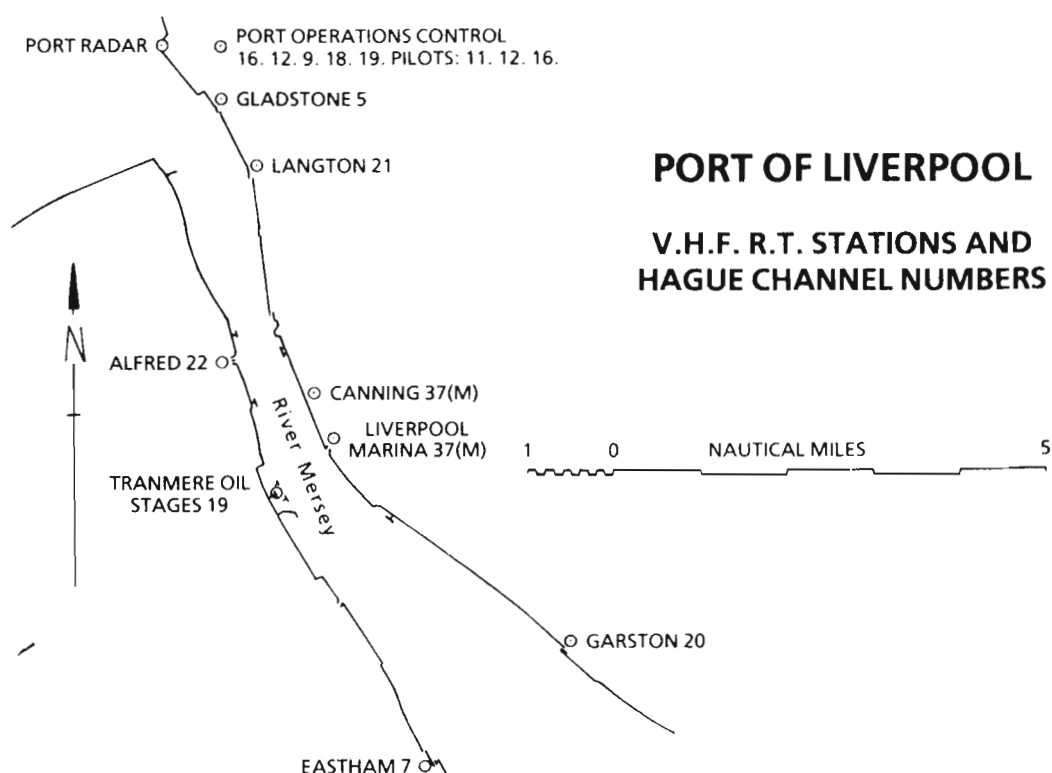 PORT RADAR
PORT OPERATIONS CONTROL
16. 12. 9. 18. 19. PILOTS: 11. 12. 16.
GLADSTONE 5
LANGTON 21
PORT OF LIVERPOOL
V.H.F. R.T. STATIONS AND
HAGUE CHANNEL NUMBERS
N
ALFRED 22
CANNING 37(M)
River Mersey
LIVERPOOL
MARINA 37(M)
1 0 NAUTICAL MILES 5
TRANMERE OIL
STAGES 19
GARSTON 20
EASTHAM 7